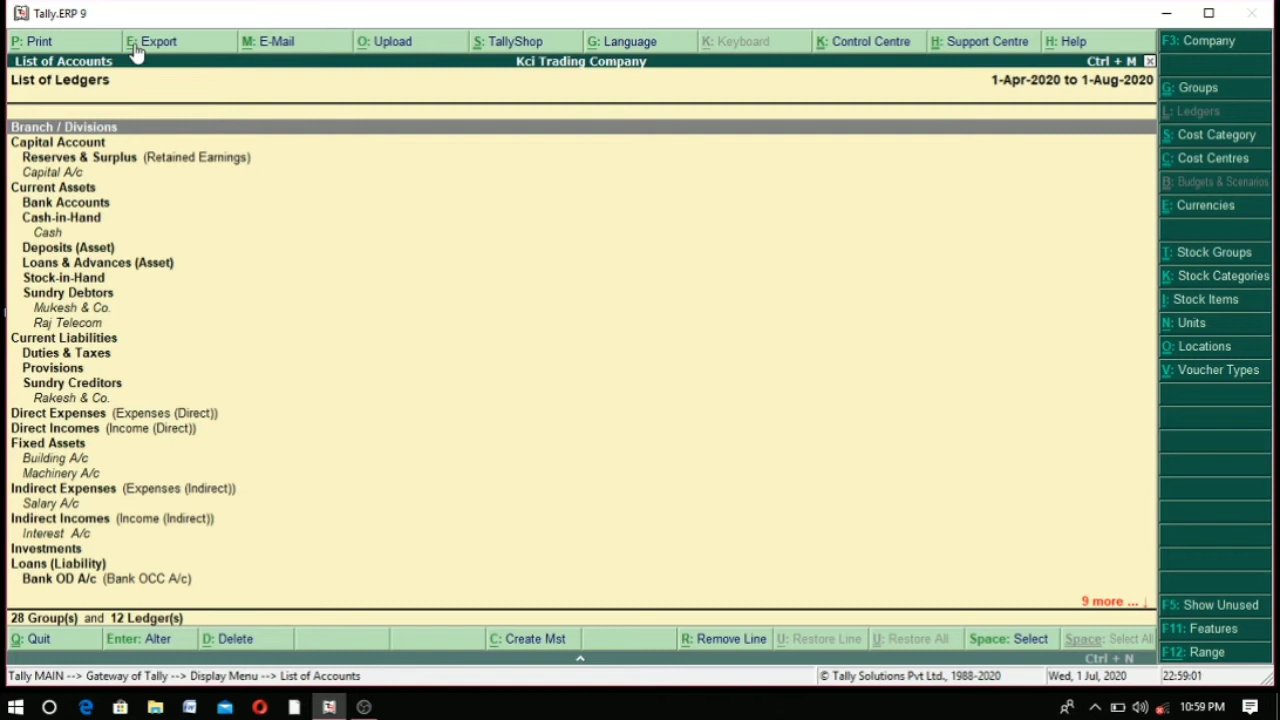 Tally.ERP 9
P: Print E: Export M: E-Mail O: Upload S: TallyShop G: Language K: Keyboard K: Control Centre H: Support Centre H: Help
F3: Company
List of Accounts Kci Trading Company Ctrl + M
List of Ledgers 1-Apr-2020 to 1-Aug-2020
G: Groups
L: Ledgers
S: Cost Category
C: Cost Centres
B: Budgets & Scenarios
E: Currencies
T: Stock Groups
K: Stock Categories
I: Stock Items
N: Units
O: Locations
V: Voucher Types
F5: Show Unused
F11: Features
F12: Range
Branch / Divisions
Capital Account
Reserves & Surplus (Retained Earnings)
Capital A/c
Current Assets
Bank Accounts
Cash-in-Hand
Cash
Deposits (Asset)
Loans & Advances (Asset)
Stock-in-Hand
Sundry Debtors
Mukesh & Co.
Raj Telecom
Current Liabilities
Duties & Taxes
Provisions
Sundry Creditors
Rakesh & Co.
Direct Expenses (Expenses (Direct))
Direct Incomes (Income (Direct))
Fixed Assets
Building A/c
Machinery A/c
Indirect Expenses (Expenses (Indirect))
Salary A/c
Indirect Incomes (Income (Indirect))
Interest A/c
Investments
Loans (Liability)
Bank OD A/c (Bank OCC A/c)
9 more ... ↓
28 Group(s) and 12 Ledger(s)
Q: Quit Enter: Alter D: Delete C: Create Mst R: Remove Line U: Restore Line U: Restore All Space: Select Space: Select All
Ctrl + N
Tally MAIN --> Gateway of Tally --> Display Menu --> List of Accounts © Tally Solutions Pvt Ltd., 1988-2020 Wed, 1 Jul, 2020 22:59:01
10:59 PM